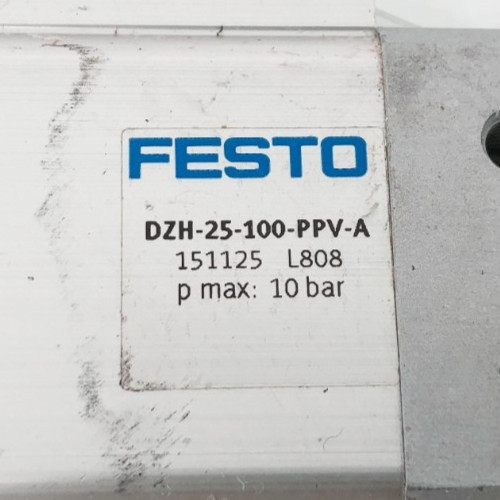 FESTO
DZH-25-100-PPV-A
151125 L808
p max: 10 bar